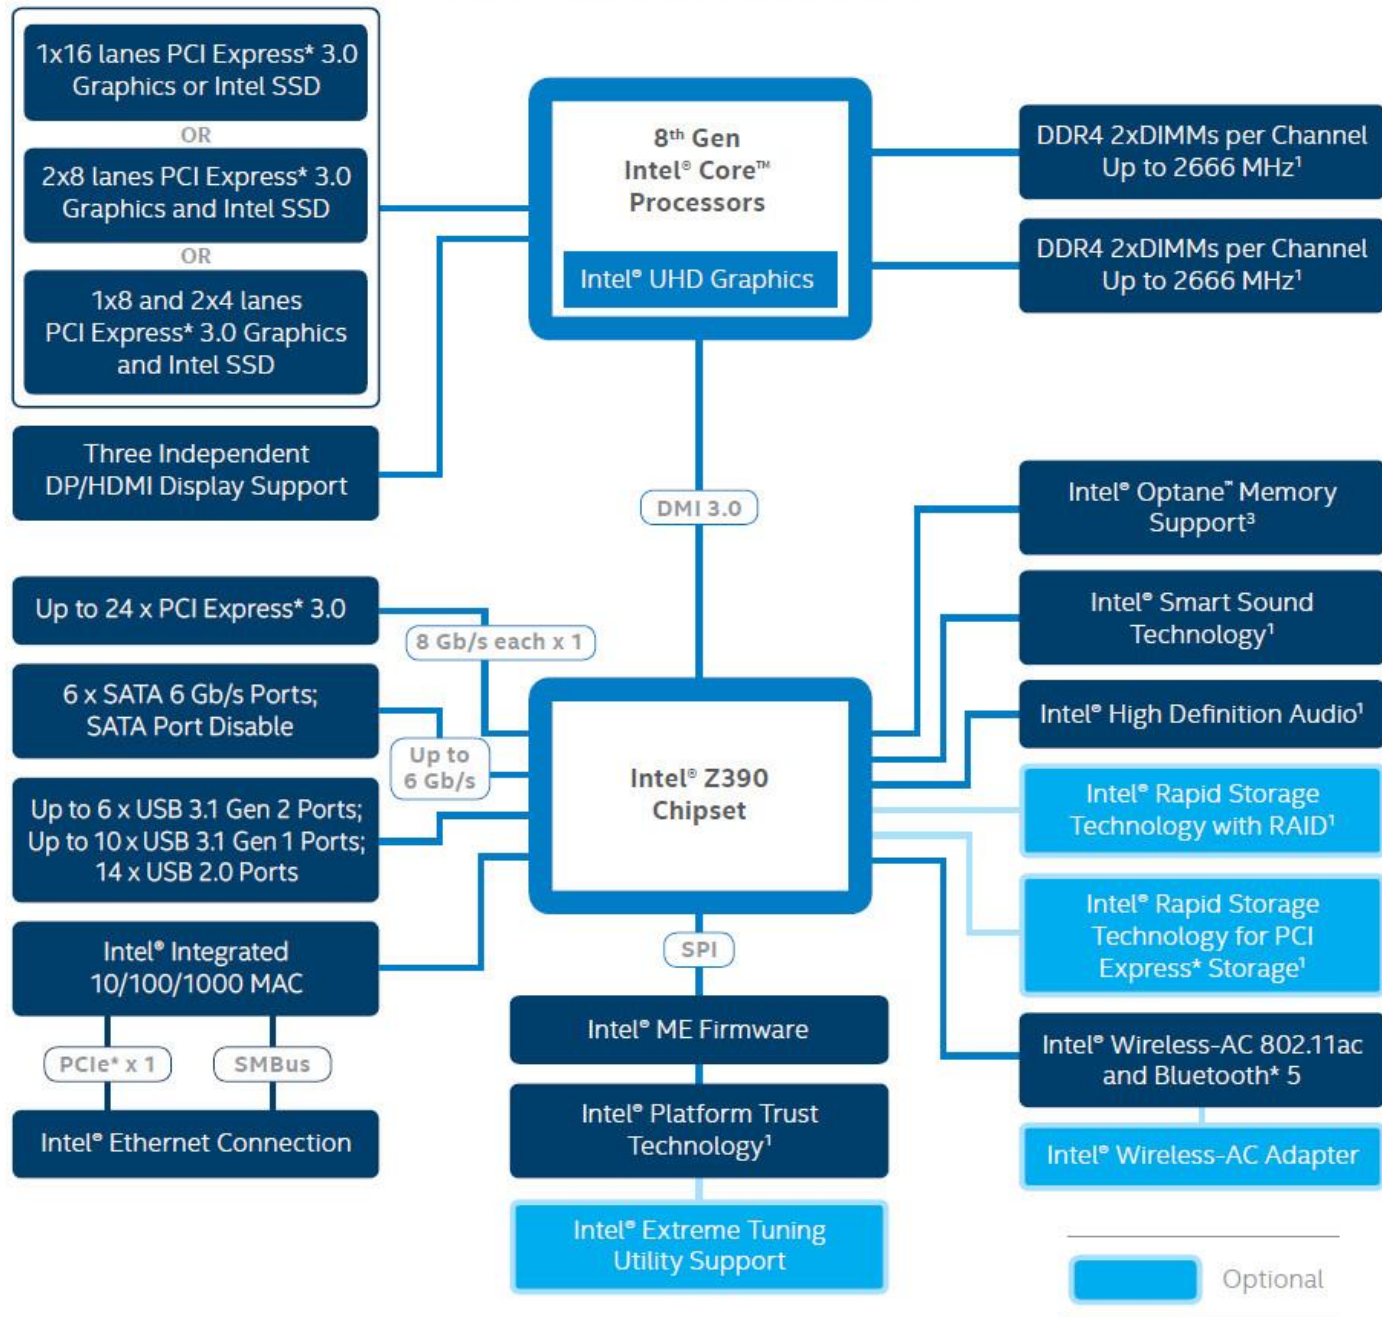 1x16 lanes PCI Express* 3.0
Graphics or Intel SSD
OR
2x8 lanes PCI Express* 3.0
Graphics and Intel SSD
OR
1x8 and 2x4 lanes
PCI Express* 3.0 Graphics
and Intel SSD
Three Independent
DP/HDMI Display Support
8th Gen
Intel® Core™
Processors
Intel® UHD Graphics
DDR4 2xDIMMs per Channel
Up to 2666 MHz¹
DDR4 2xDIMMs per Channel
Up to 2666 MHz¹
DMI 3.0
Up to 24 x PCI Express* 3.0
8 Gb/s each x 1
6 x SATA 6 Gb/s Ports;
SATA Port Disable
Up to
6 Gb/s
Up to 6 x USB 3.1 Gen 2 Ports;
Up to 10 x USB 3.1 Gen 1 Ports;
14 x USB 2.0 Ports
Intel® Integrated
10/100/1000 MAC
PCIe* x 1
SMBus
Intel® Ethernet Connection
Intel® Z390
Chipset
SPI
Intel® ME Firmware
Intel® Platform Trust
Technology¹
Intel® Extreme Tuning
Utility Support
Intel® Optane™ Memory
Support³
Intel® Smart Sound
Technology¹
Intel® High Definition Audio¹
Intel® Rapid Storage
Technology with RAID¹
Intel® Rapid Storage
Technology for PCI
Express* Storage¹
Intel® Wireless-AC 802.11ac
and Bluetooth* 5
Intel® Wireless-AC Adapter
Optional